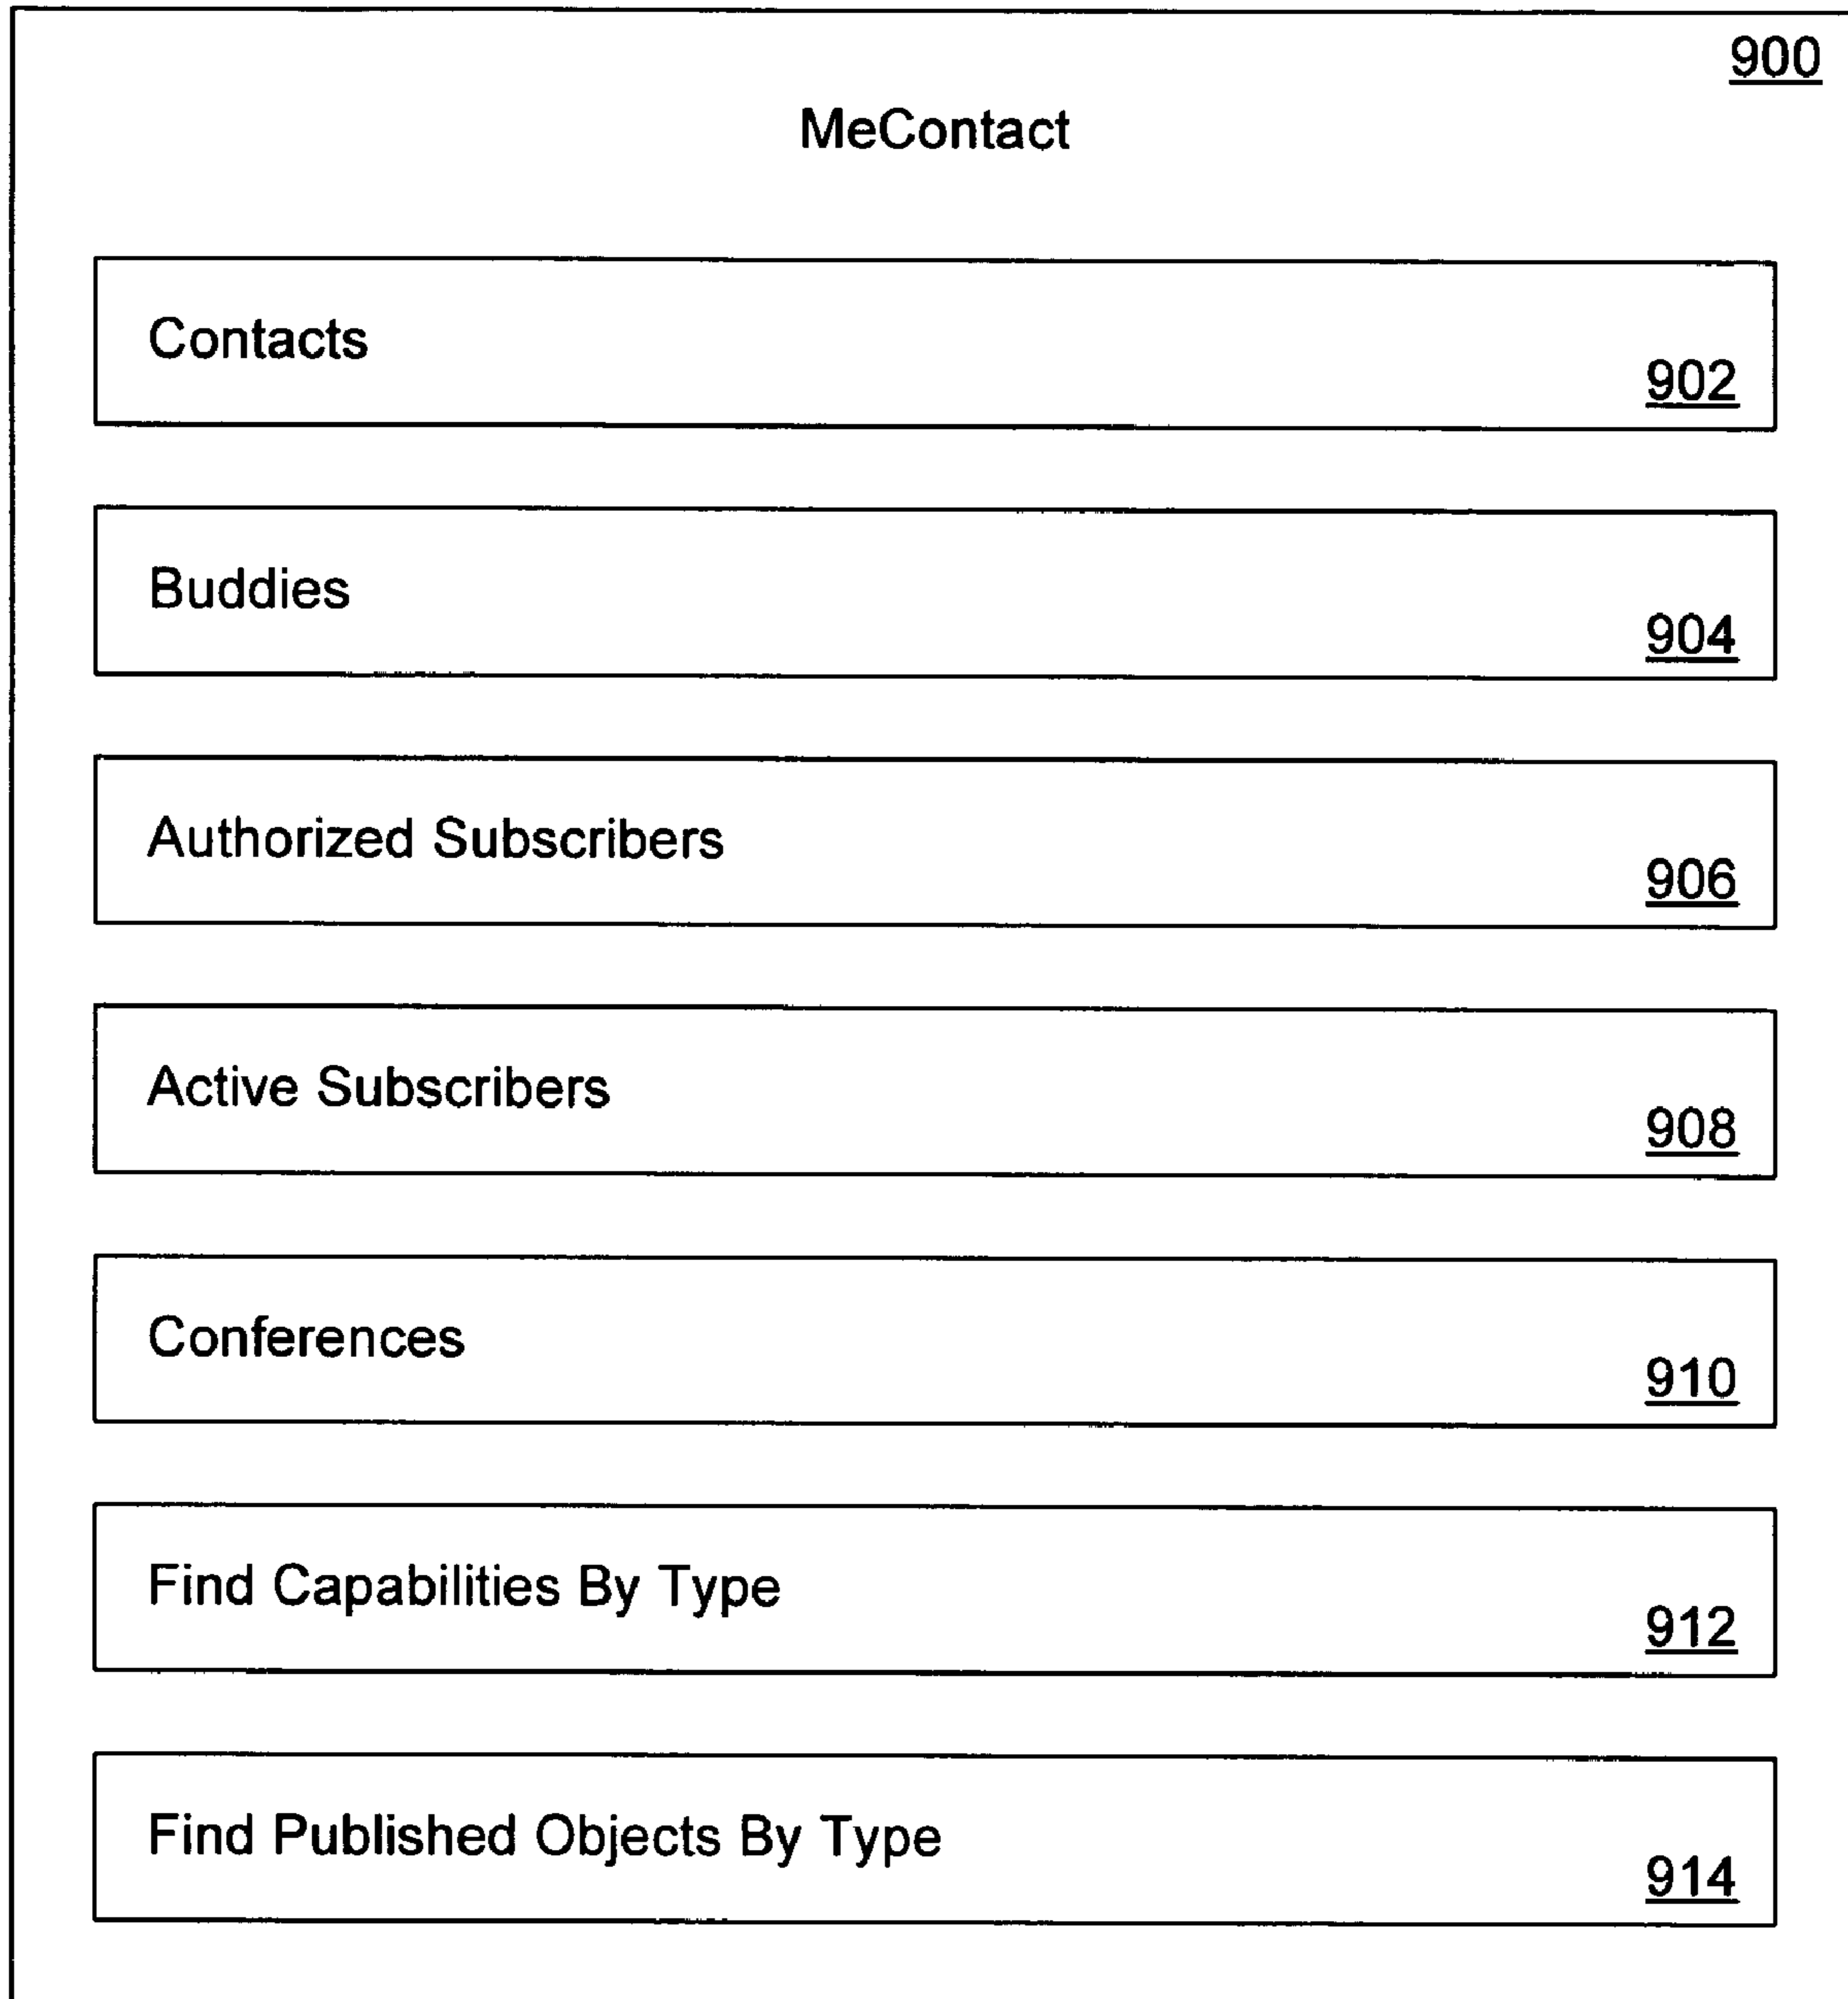 900
MeContact
Contacts
902
Buddies
904
Authorized Subscribers
906
Active Subscribers
908
Conferences
910
Find Capabilities By Type
912
Find Published Objects By Type
914